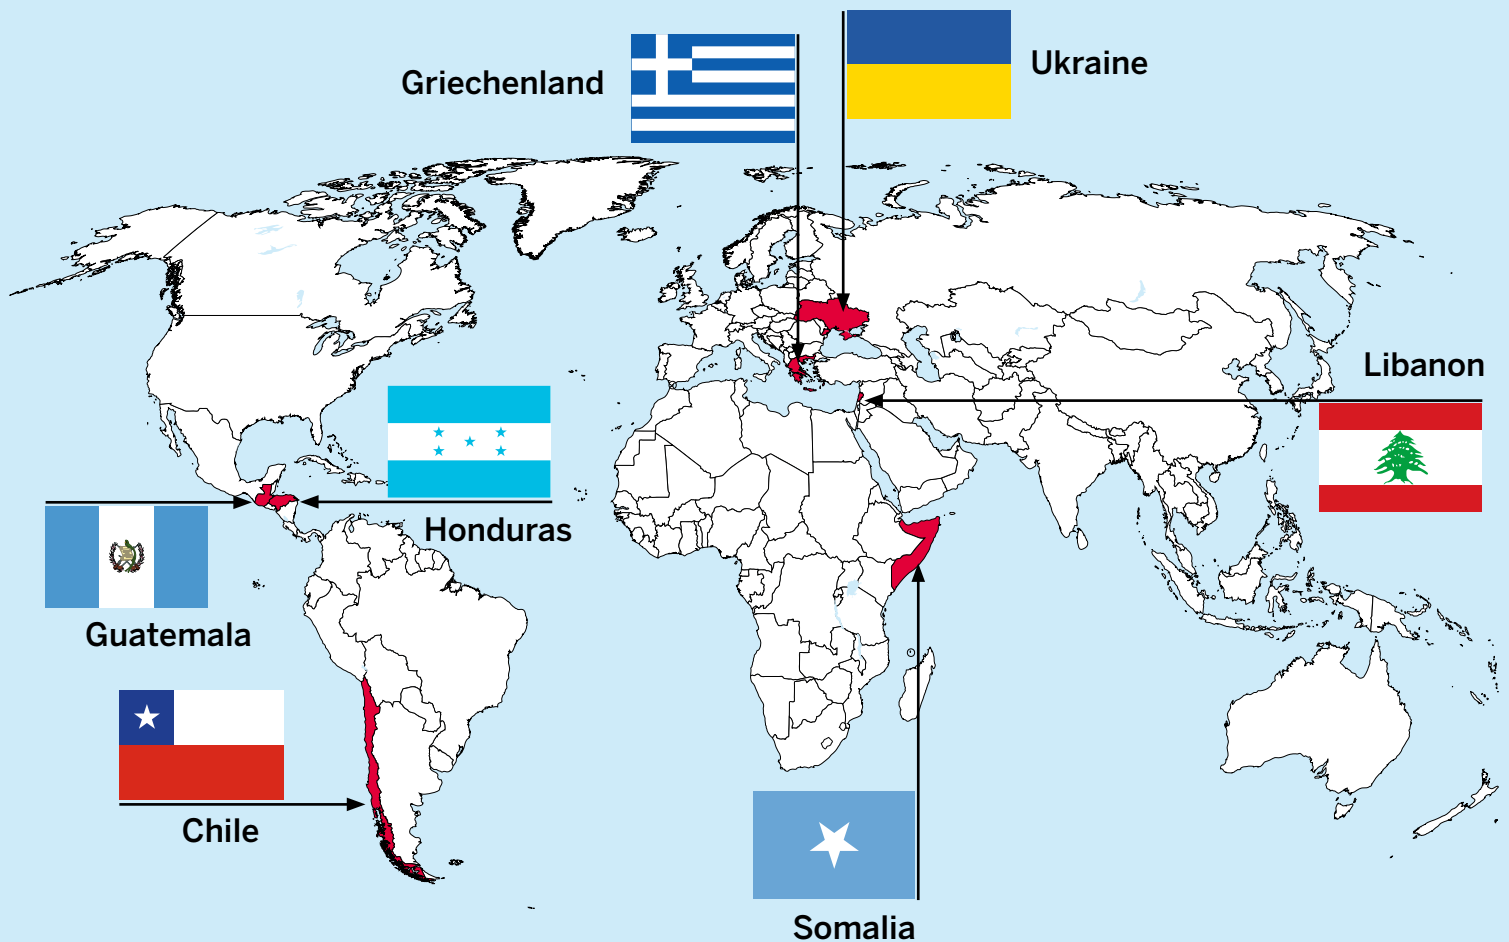 Griechenland
Ukraine
Libanon
Honduras
Guatemala
Chile
Somalia